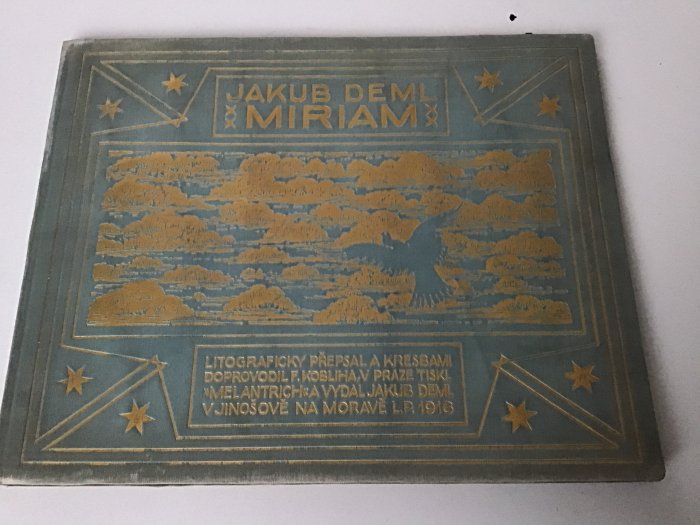 JAKUB DEML
MIRIAM
LITOGRAFICKY PŘEPSAL A KRESBAMI
DOPROVODIL F. KOBLIHA, V PRAZE TISKL
»MELANTRICH« A VYDAL JAKUB DEML
V JINOŠOVĚ NA MORAVĚ L.P. 1916